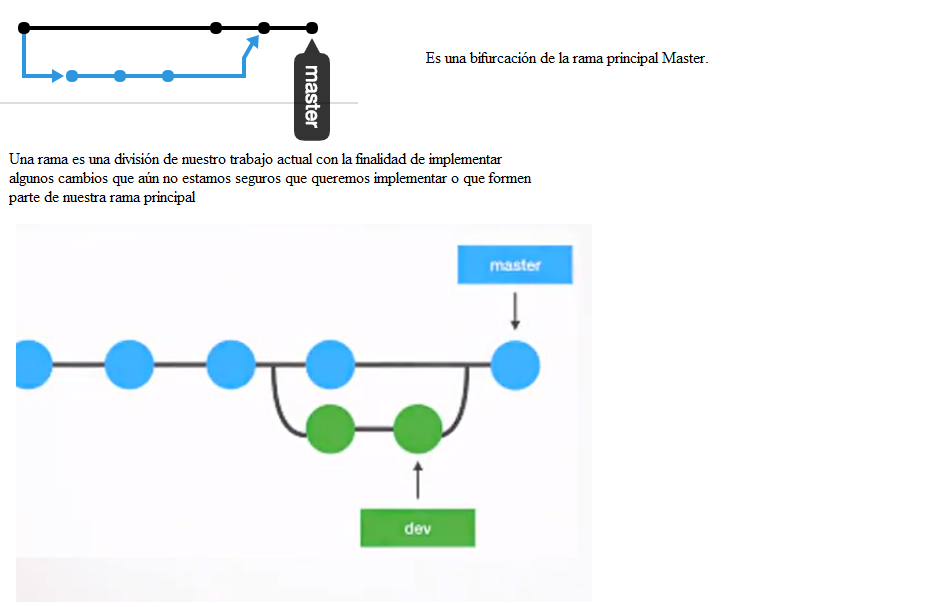 master
Es una bifurcación de la rama principal Master.
Una rama es una división de nuestro trabajo actual con la finalidad de implementar
algunos cambios que aún no estamos seguros que queremos implementar o que formen
parte de nuestra rama principal
master
dev